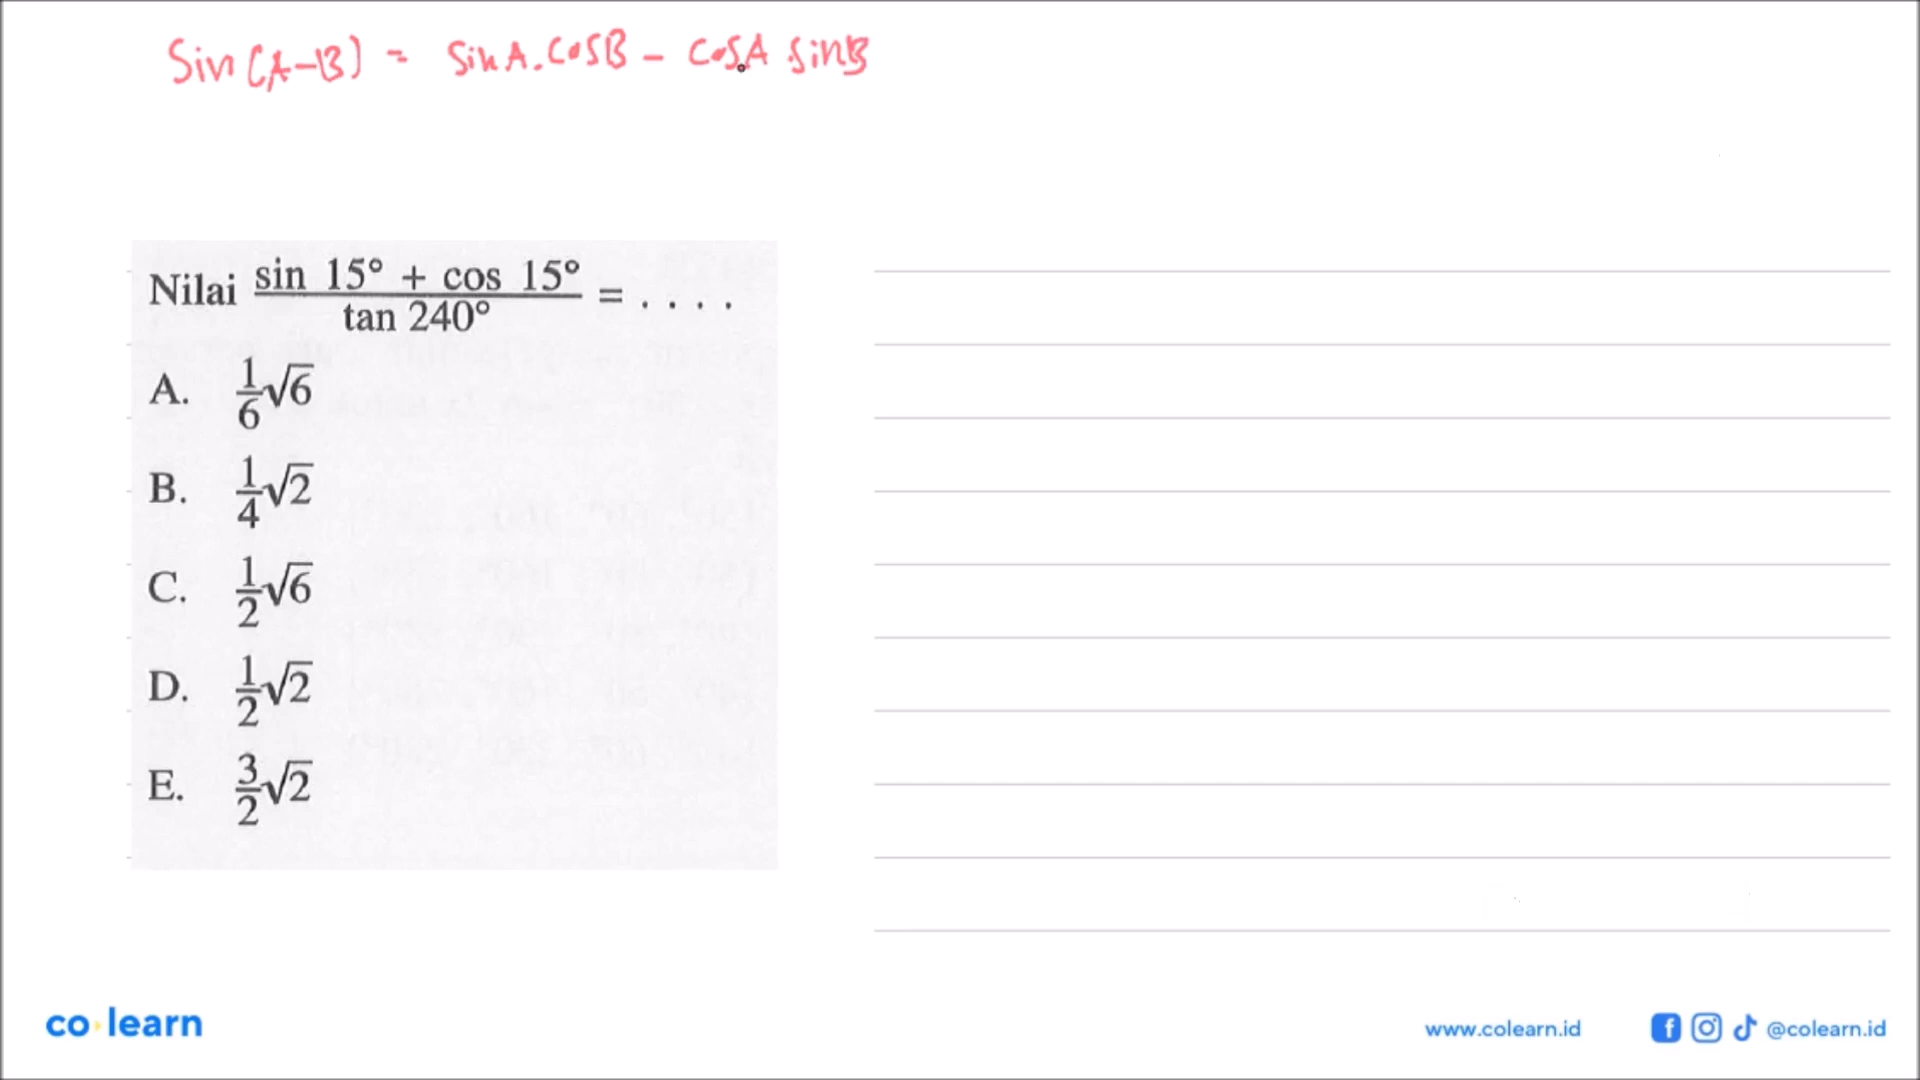 Sin (A-B) = sin A. cos B - cos A sin B
Nilai (sin 15° + cos 15°)/(tan 240°) = . . . .
A. 1/6 √6
B. 1/4 √2
C. 1/2 √6
D. 1/2 √2
E. 3/2 √2
co learn
www.colearn.id
@colearn.id